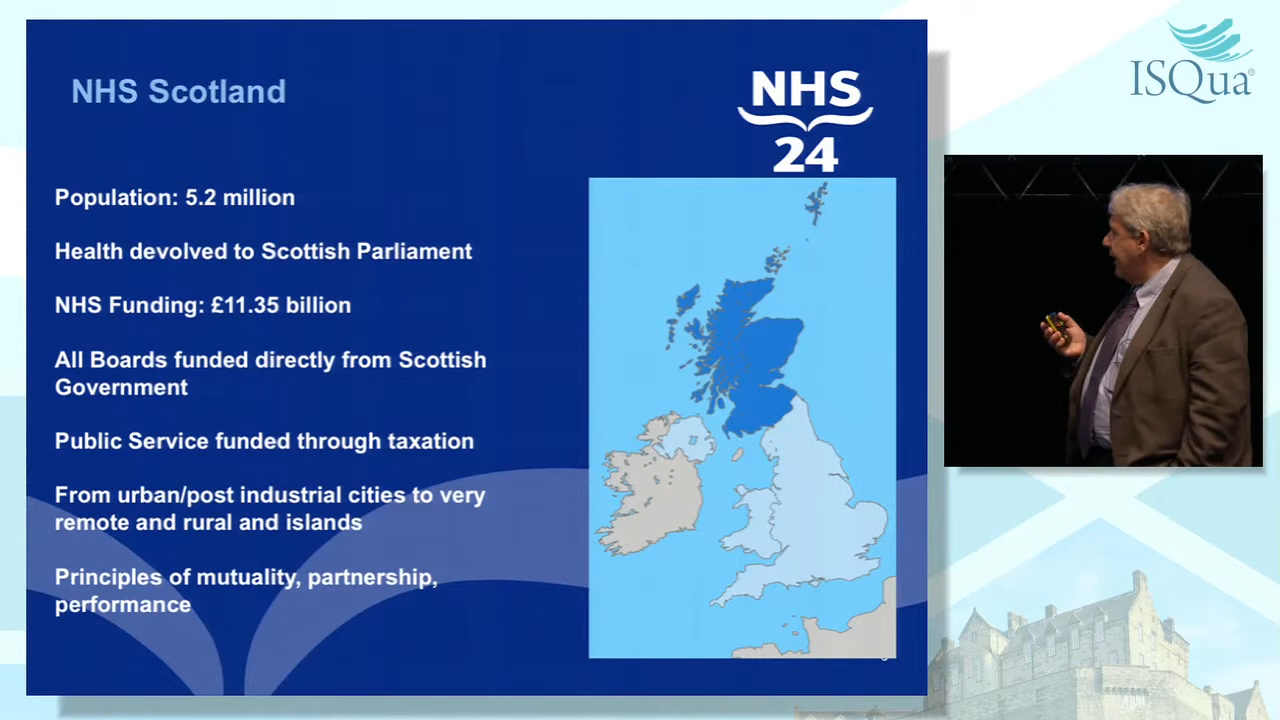 NHS Scotland
NHS
24
ISQua®
Population: 5.2 million
Health devolved to Scottish Parliament
NHS Funding: £11.35 billion
All Boards funded directly from Scottish
Government
Public Service funded through taxation
From urban/post industrial cities to very
remote and rural and islands
Principles of mutuality, partnership,
performance